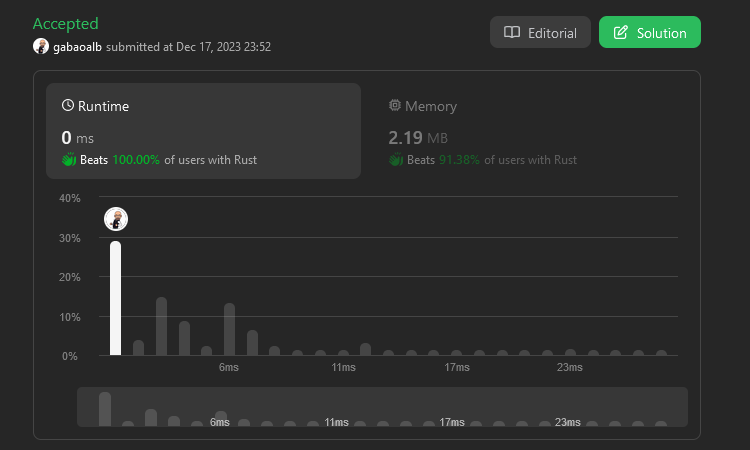 Accepted
Editorial
Solution
gabaoalb submitted at Dec 17, 2023 23:52
Runtime
0 ms
Beats 100.00% of users with Rust
Memory
2.19 MB
Beats 91.38% of users with Rust
40%
30%
20%
10%
0%
6ms 11ms 17ms 23ms
6ms 11ms 17ms 23ms